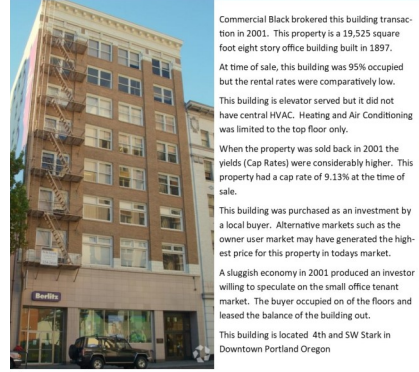 Commercial Black brokered this building transac-
tion in 2001.  This property is a 19,525 square
foot eight story office building built in 1897.
At time of sale, this building was 95% occupied
but the rental rates were comparatively low.
This building is elevator served but it did not
have central HVAC.  Heating and Air Conditioning
was limited to the top floor only.
When the property was sold back in 2001 the
yields (Cap Rates) were considerably higher.  This
property had a cap rate of 9.13% at the time of
sale.
This building was purchased as an investment by
a local buyer.  Alternative markets such as the
owner user market may have generated the high-
est price for this property in todays market.
A sluggish economy in 2001 produced an investor
willing to speculate on the small office tenant
market.  The buyer occupied on of the floors and
leased the balance of the building out.
This building is located  4th and SW Stark in
Downtown Portland Oregon
Berlitz